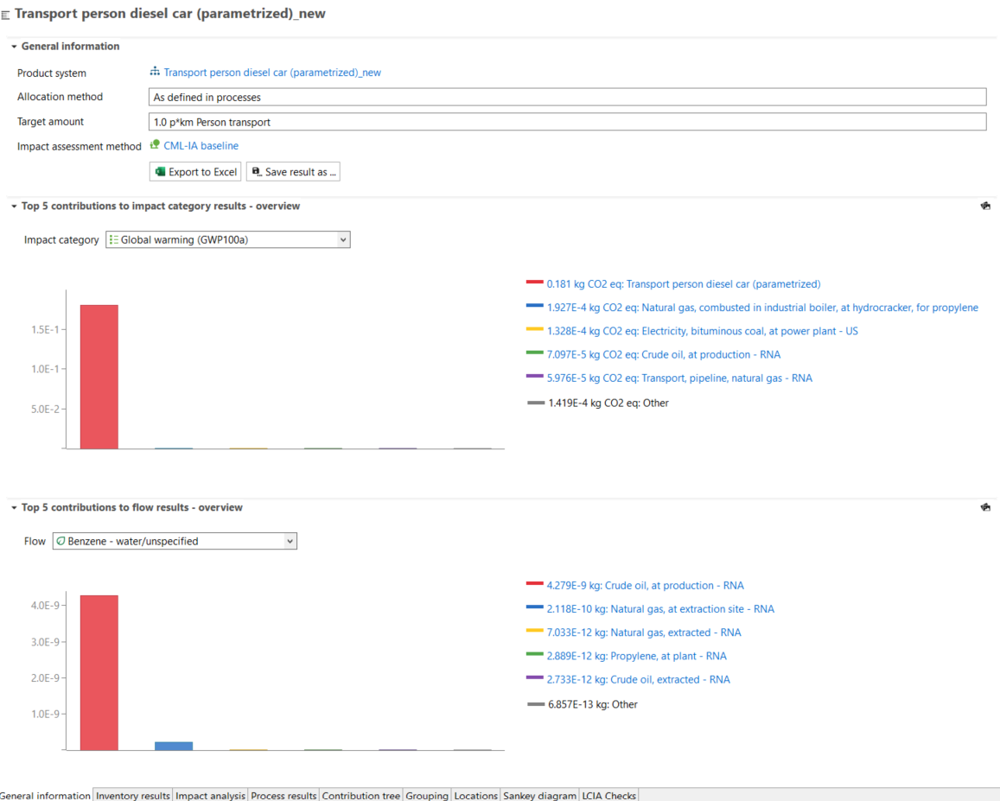 Transport person diesel car (parametrized)_new
General information
Product system
Transport person diesel car (parametrized)_new
Allocation method
As defined in processes
Target amount
1.0 p*km Person transport
Impact assessment method
CML-IA baseline
Export to Excel
Save result as ...
Top 5 contributions to impact category results - overview
Impact category
Global warming (GWP100a)
1.5E-1
1.0E-1
5.0E-2
0.181 kg CO2 eq: Transport person diesel car (parametrized)
1.927E-4 kg CO2 eq: Natural gas, combusted in industrial boiler, at hydrocracker, for propylene
1.328E-4 kg CO2 eq: Electricity, bituminous coal, at power plant - US
7.097E-5 kg CO2 eq: Crude oil, at production - RNA
5.976E-5 kg CO2 eq: Transport, pipeline, natural gas - RNA
1.419E-4 kg CO2 eq: Other
Top 5 contributions to flow results - overview
Flow
Benzene - water/unspecified
4.0E-9
3.0E-9
2.0E-9
1.0E-9
4.279E-9 kg: Crude oil, at production - RNA
2.118E-10 kg: Natural gas, at extraction site - RNA
7.033E-12 kg: Natural gas, extracted - RNA
2.889E-12 kg: Propylene, at plant - RNA
2.733E-12 kg: Crude oil, extracted - RNA
6.857E-13 kg: Other
General information Inventory results Impact analysis Process results Contribution tree Grouping Locations Sankey diagram LCIA Checks